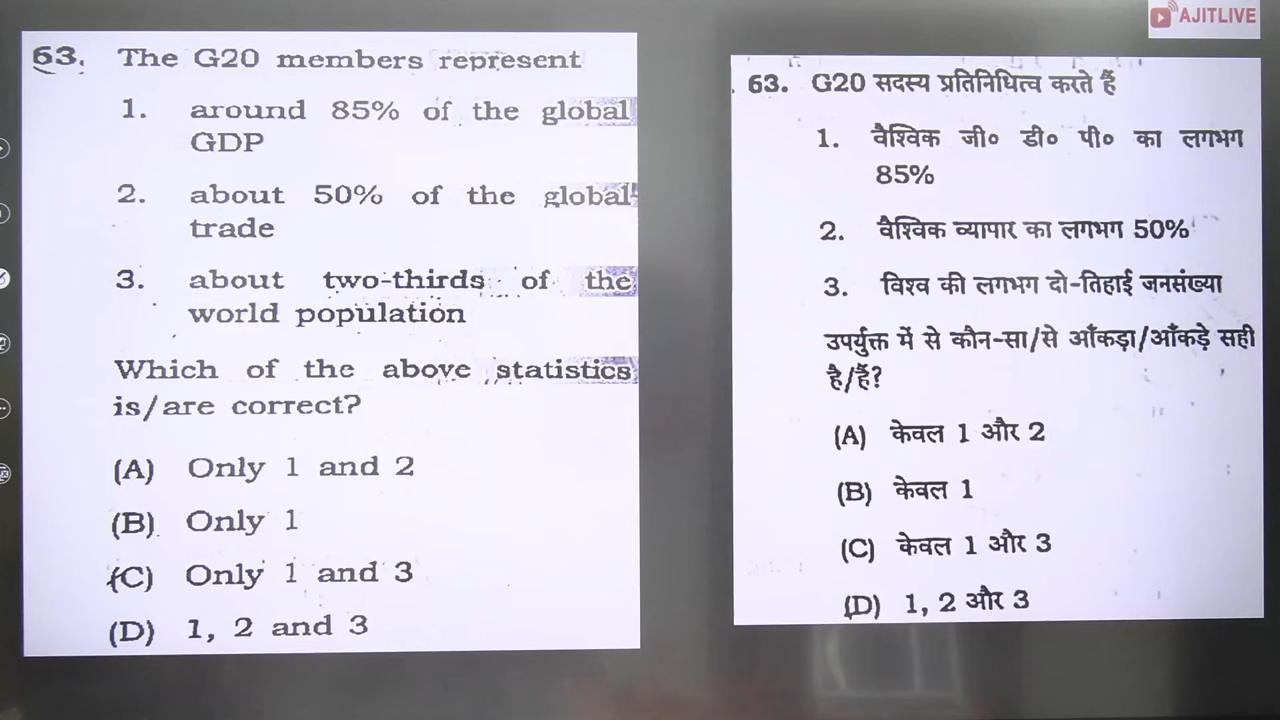 AJITLIVE
63. The G20 members represent
1. around 85% of the global
GDP
2. about 50% of the global
trade
3. about two-thirds of the
world population
Which of the above statistics
is/are correct?
(A) Only 1 and 2
(B) Only 1
(C) Only 1 and 3
(D) 1, 2 and 3
63. G20 सदस्य प्रतिनिधित्व करते हैं
1. वैश्विक जी० डी० पी० का लगभग
85%
2. वैश्विक व्यापार का लगभग 50%
3. विश्व की लगभग दो-तिहाई जनसंख्या
उपर्युक्त में से कौन-सा/से आँकड़ा/आँकड़े सही
है/हैं?
(A) केवल 1 और 2
(B) केवल 1
(C) केवल 1 और 3
(D) 1, 2 और 3